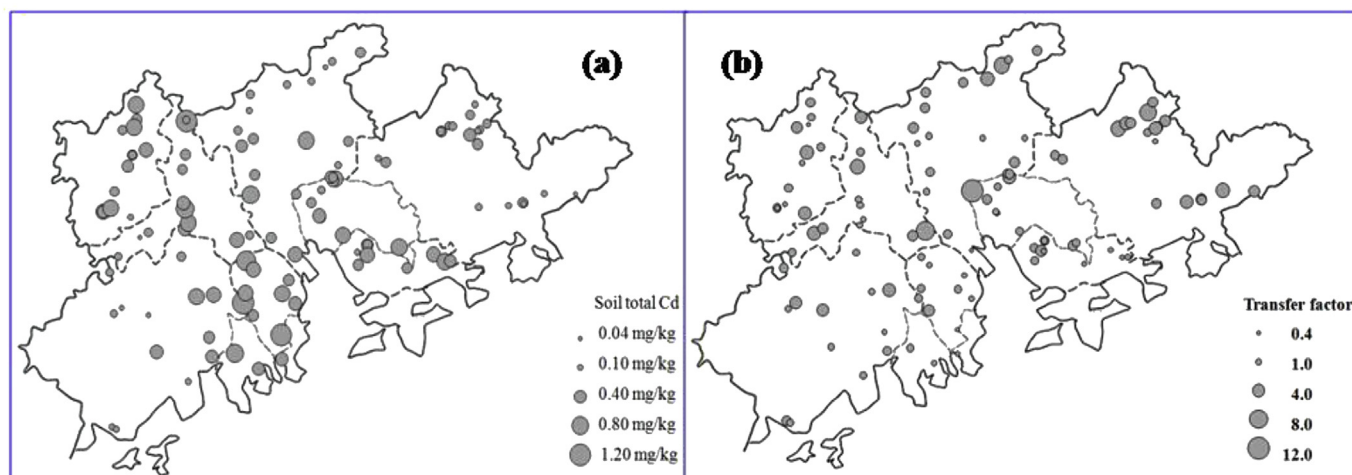 (a)
Soil total Cd
0.04 mg/kg
0.10 mg/kg
0.40 mg/kg
0.80 mg/kg
1.20 mg/kg
(b)
Transfer factor
0.4
1.0
4.0
8.0
12.0